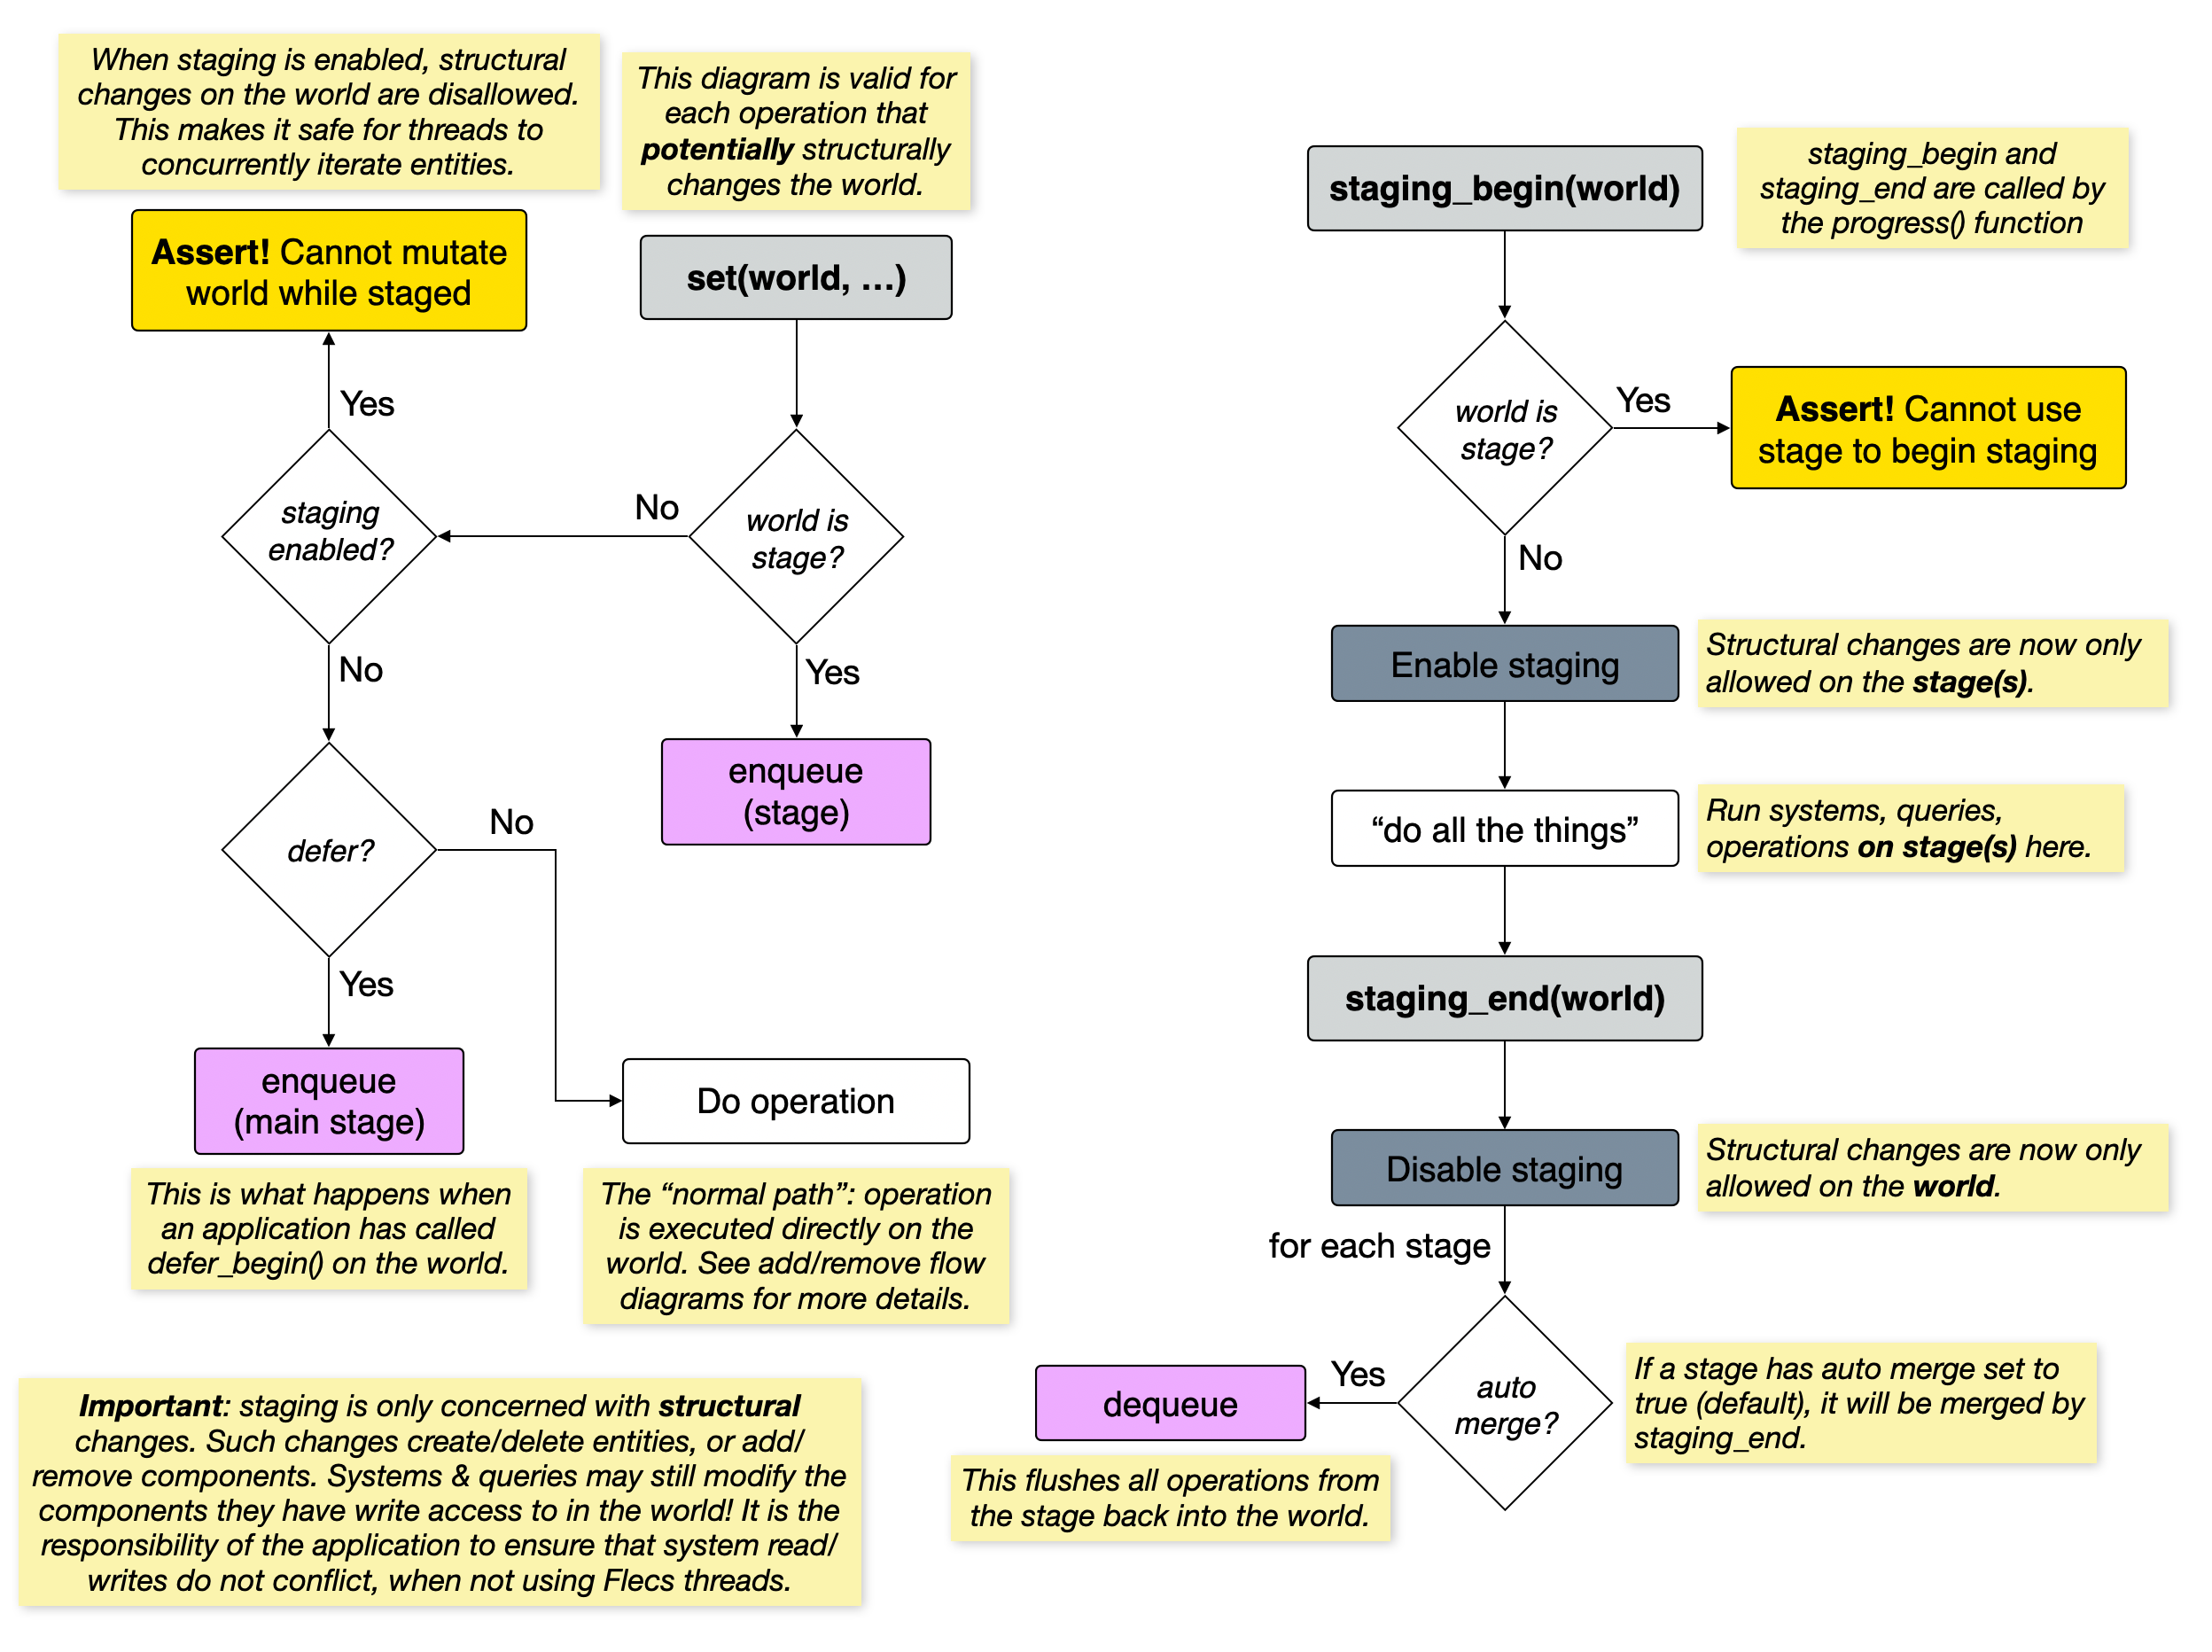 When staging is enabled, structural
changes on the world are disallowed.
This makes it safe for threads to
concurrently iterate entities.
This diagram is valid for
each operation that
potentially structurally
changes the world.
Assert! Cannot mutate
world while staged
set(world, …)
Yes
staging
enabled?
No
world is
stage?
No
Yes
enqueue
(stage)
defer?
No
Yes
enqueue
(main stage)
Do operation
This is what happens when
an application has called
defer_begin() on the world.
The “normal path”: operation
is executed directly on the
world. See add/remove flow
diagrams for more details.
Important: staging is only concerned with structural
changes. Such changes create/delete entities, or add/
remove components. Systems & queries may still modify the
components they have write access to in the world! It is the
responsibility of the application to ensure that system read/
writes do not conflict, when not using Flecs threads.
staging_begin(world)
staging_begin and
staging_end are called by
the progress() function
world is
stage?
Yes
Assert! Cannot use
stage to begin staging
No
Enable staging
Structural changes are now only
allowed on the stage(s).
“do all the things”
Run systems, queries,
operations on stage(s) here.
staging_end(world)
Disable staging
Structural changes are now only
allowed on the world.
for each stage
auto
merge?
Yes
dequeue
If a stage has auto merge set to
true (default), it will be merged by
staging_end.
This flushes all operations from
the stage back into the world.